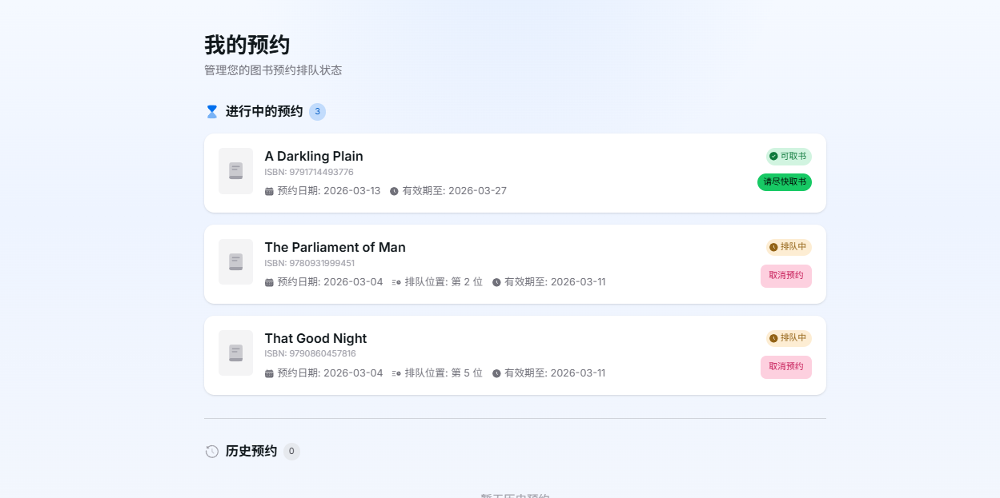 我的预约
管理您的图书预约排队状态
进行中的预约 3
A Darkling Plain
可取书
ISBN: 9791714493776
请尽快取书
预约日期: 2026-03-13 有效期至: 2026-03-27
The Parliament of Man
排队中
ISBN: 9780931999451
取消预约
预约日期: 2026-03-04 排队位置: 第 2 位 有效期至: 2026-03-11
That Good Night
排队中
ISBN: 9790860457816
取消预约
预约日期: 2026-03-04 排队位置: 第 5 位 有效期至: 2026-03-11
历史预约 0
暂无历史预约